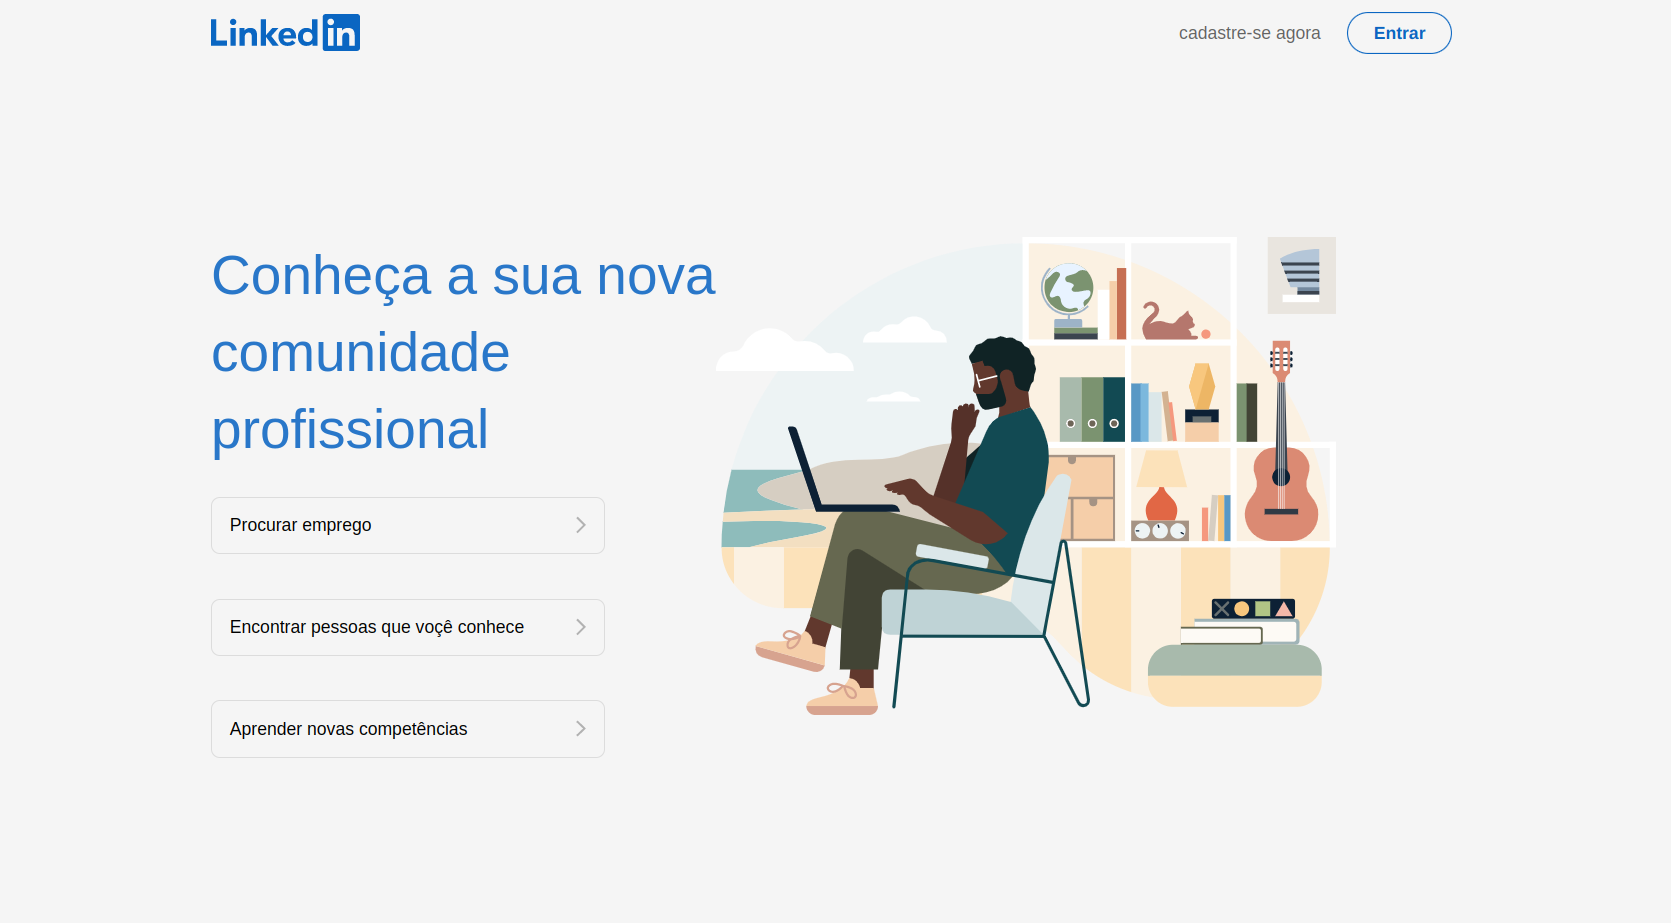 Linkedin
cadastre-se agora
Entrar
Conheça a sua nova
comunidade
profissional
Procurar emprego
Encontrar pessoas que voçê conhece
Aprender novas competências